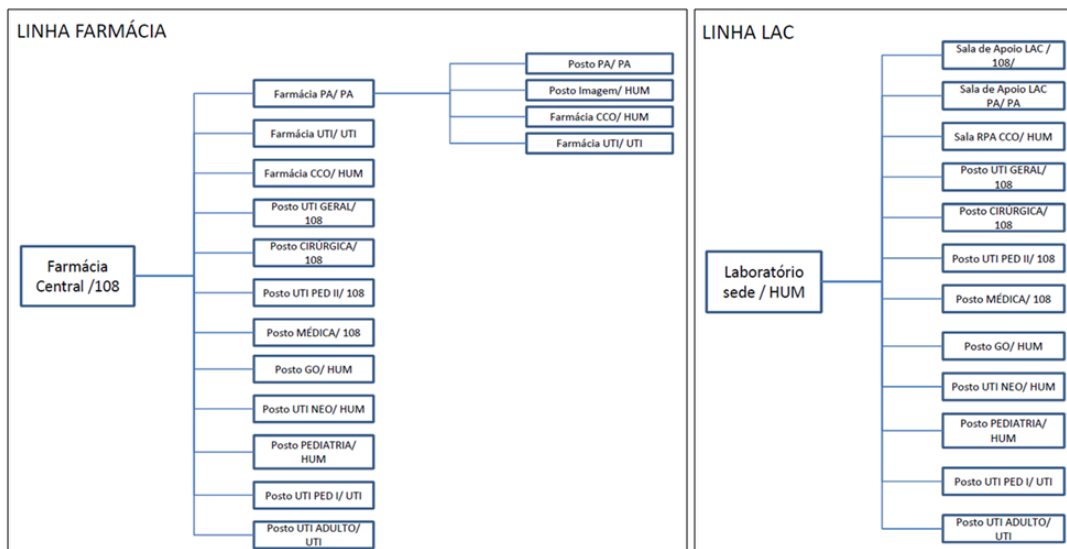 LINHA FARMÁCIA
Farmácia
Central /108
Farmácia PA/ PA
Farmácia UTI/ UTI
Farmácia CCO/ HUM
Posto UTI GERAL/
108
Posto CIRÚRGICA/
108
Posto UTI PED II/ 108
Posto MÉDICA/ 108
Posto GO/ HUM
Posto UTI NEO/ HUM
Posto PEDIATRIA/
HUM
Posto UTI PED I/ UTI
Posto UTI ADULTO/
UTI
Posto PA/ PA
Posto Imagem/ HUM
Farmácia CCO/ HUM
Farmácia UTI/ UTI
LINHA LAC
Laboratório
sede / HUM
Sala de Apoio LAC /
108/
Sala de Apoio LAC
PA/ PA
Sala RPA CCO/ HUM
Posto UTI GERAL/
108
Posto CIRÚRGICA/
108
Posto UTI PED II/ 108
Posto MÉDICA/ 108
Posto GO/ HUM
Posto UTI NEO/ HUM
Posto PEDIATRIA/
HUM
Posto UTI PED I/ UTI
Posto UTI ADULTO/
UTI